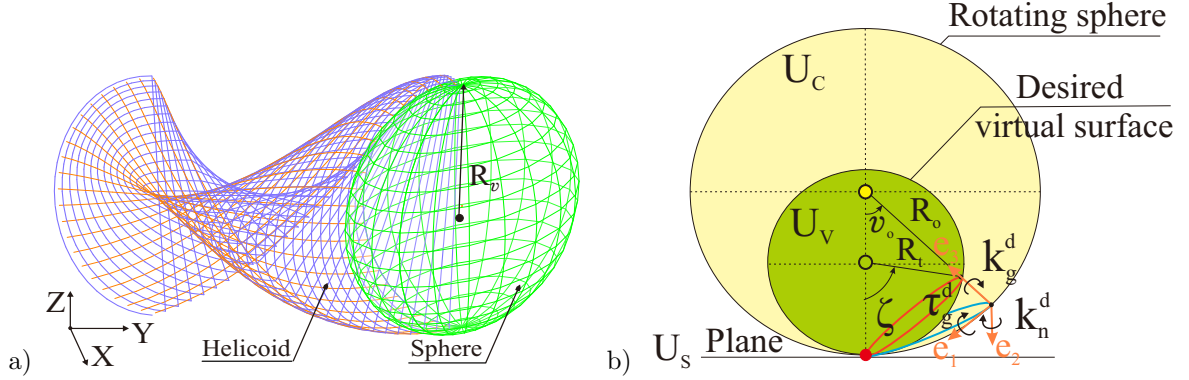 R_v
Z
Y
X
Helicoid
Sphere
a)
Rotating sphere
U_C
Desired
virtual surface
U_V
R_o
v_o
R_t
e_3
k_g^d
ζ
τ_g^d
k_n^d
e_1
e_2
U_S
Plane
b)